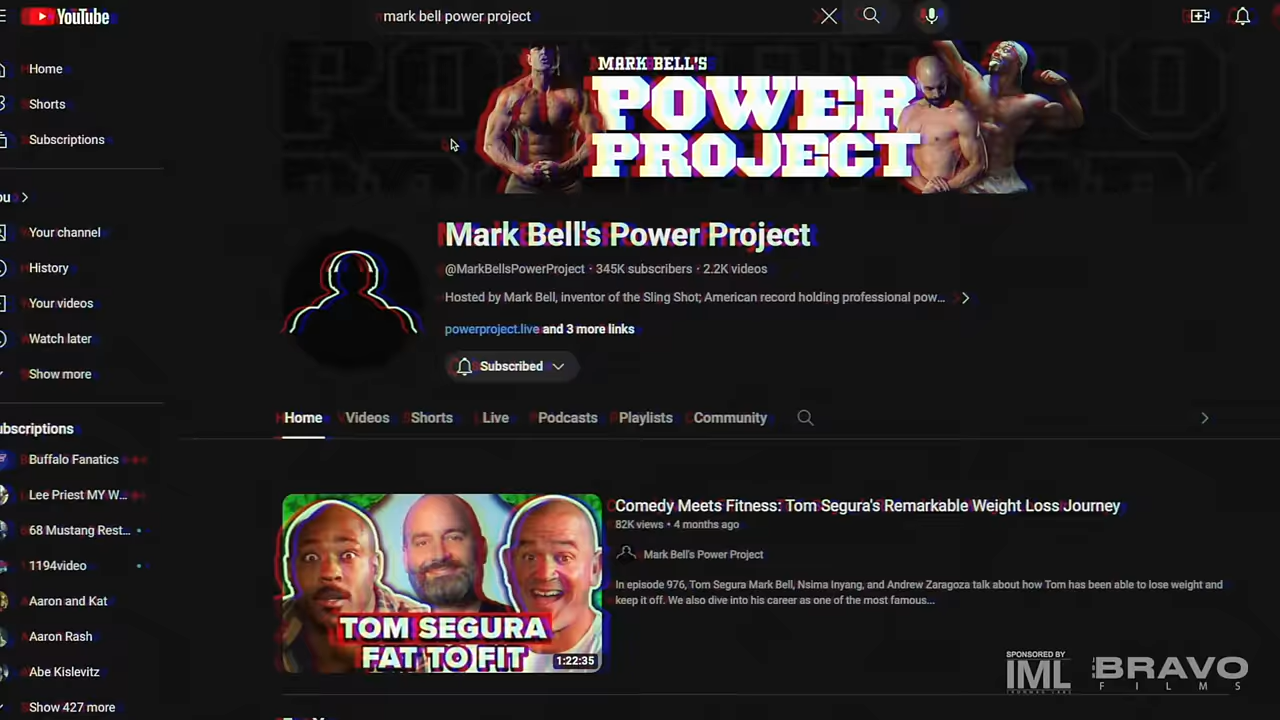 YouTube
mark bell power project
Home
Shorts
Subscriptions
ou
Your channel
History
Your videos
Watch later
Show more
ubscriptions
Buffalo Fanatics
Lee Priest MY W...
68 Mustang Rest...
1194video
Aaron and Kat
Aaron Rash
Abe Kislevitz
Show 427 more
MARK BELL'S
POWER
PROJECT
Mark Bell's Power Project
@MarkBellsPowerProject · 345K subscribers · 2.2K videos
Hosted by Mark Bell, inventor of the Sling Shot; American record holding professional pow...
powerproject.live and 3 more links
Subscribed
Home Videos Shorts Live Podcasts Playlists Community
TOM SEGURA
FAT TO FIT
1:22:35
Comedy Meets Fitness: Tom Segura's Remarkable Weight Loss Journey
82K views · 4 months ago
Mark Bell's Power Project
In episode 976, Tom Segura Mark Bell, Nsima Inyang, and Andrew Zaragoza talk about how Tom has been able to lose weight and
keep it off. We also dive into his career as one of the most famous...
SPONSORED BY
IML
BRAVO
FILMS